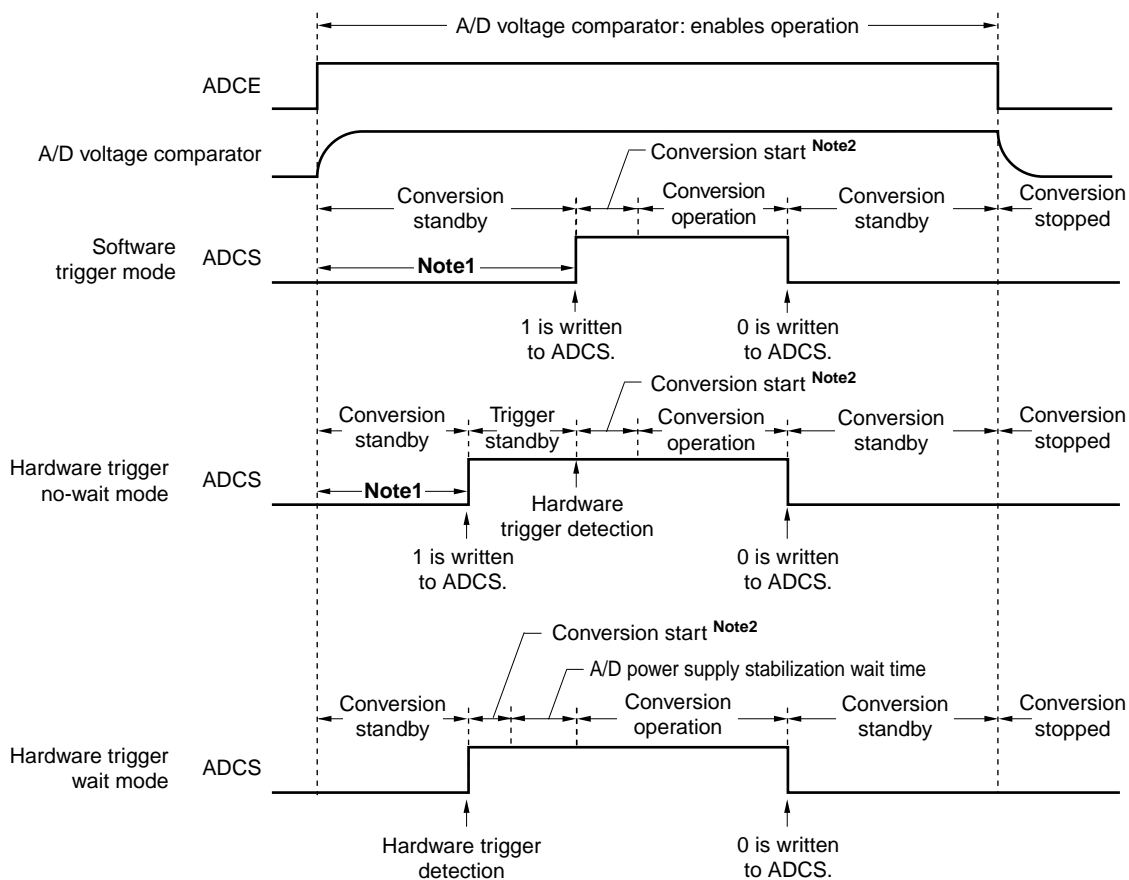 A/D voltage comparator: enables operation
ADCE
A/D voltage comparator
Conversion start Note2
Conversion
standby
Conversion
operation
Conversion
standby
Conversion
stopped
Software
trigger mode
ADCS
Note1
1 is written
to ADCS.
0 is written
to ADCS.
Conversion start Note2
Conversion
standby
Trigger
standby
Conversion
operation
Conversion
standby
Conversion
stopped
Hardware trigger
no-wait mode
ADCS
Note1
Hardware
trigger detection
1 is written
to ADCS.
0 is written
to ADCS.
Conversion start Note2
A/D power supply stabilization wait time
Conversion
standby
Conversion
operation
Conversion
standby
Conversion
stopped
Hardware trigger
wait mode
ADCS
Hardware trigger
detection
0 is written
to ADCS.